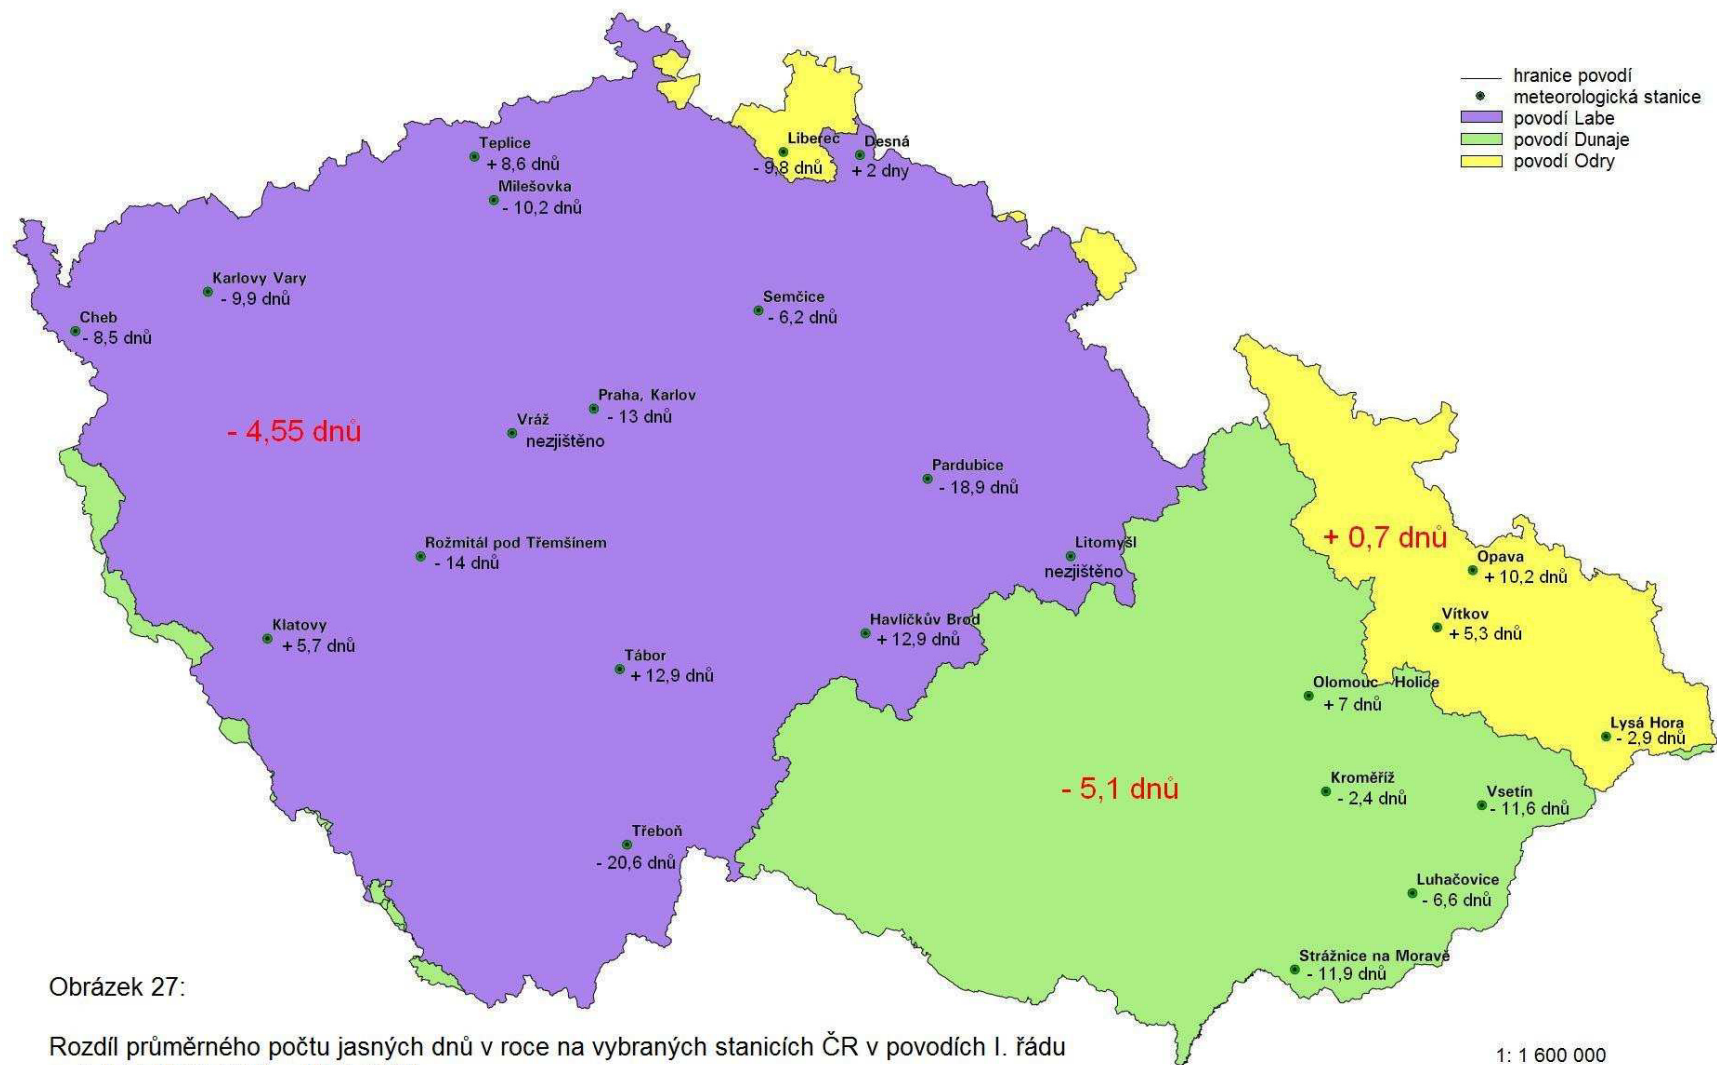 hranice povodí
meteorologická stanice
povodí Labe
povodí Dunaje
povodí Odry
Teplice
+ 8,6 dnů
Milešovka
- 10,2 dnů
Liberec
- 9,8 dnů
Desná
+ 2 dny
Karlovy Vary
- 9,9 dnů
Cheb
- 8,5 dnů
Semčice
- 6,2 dnů
Praha, Karlov
- 13 dnů
Vráž
nezjištěno
- 4,55 dnů
Pardubice
- 18,9 dnů
Rožmitál pod Třemšínem
- 14 dnů
Litomyšl
nezjištěno
+ 0,7 dnů
Opava
+ 10,2 dnů
Klatovy
+ 5,7 dnů
Havlíčkův Brod
+ 12,9 dnů
Vítkov
+ 5,3 dnů
Tábor
+ 12,9 dnů
Olomouc - Holice
+ 7 dnů
Lysá Hora
- 2,9 dnů
- 5,1 dnů
Kroměříž
- 2,4 dnů
Vsetín
- 11,6 dnů
Třeboň
- 20,6 dnů
Luhačovice
- 6,6 dnů
Strážnice na Moravě
- 11,9 dnů
Obrázek 27:
Rozdíl průměrného počtu jasných dnů v roce na vybraných stanicích ČR v povodích I. řádu
1: 1 600 000